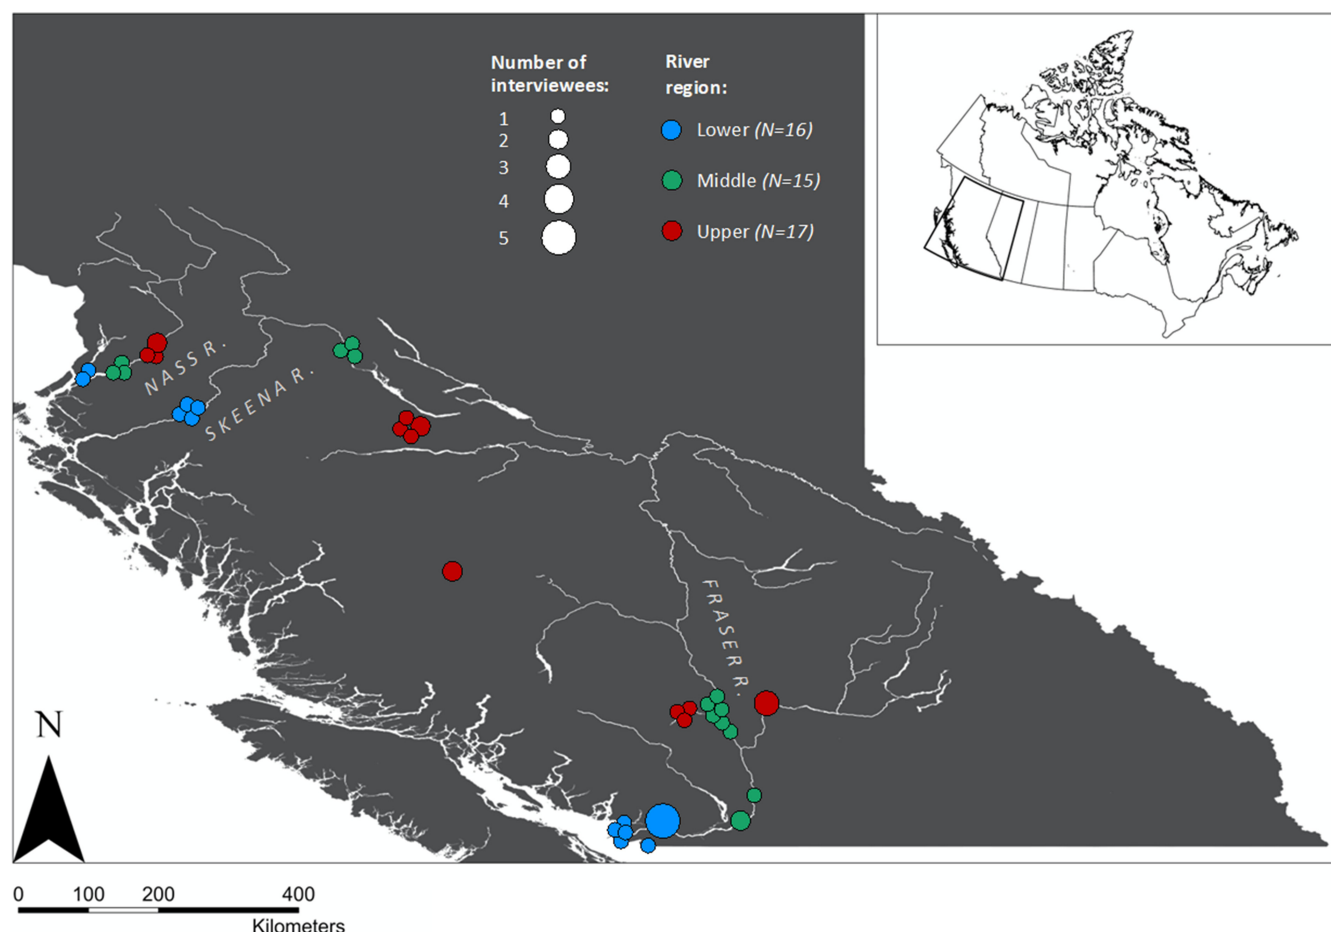 Number of
interviewees:
1
2
3
4
5
River
region:
Lower (N=16)
Middle (N=15)
Upper (N=17)
NASS R.
SKEENA R.
FRASER R.
N
0 100 200 400
Kilometers